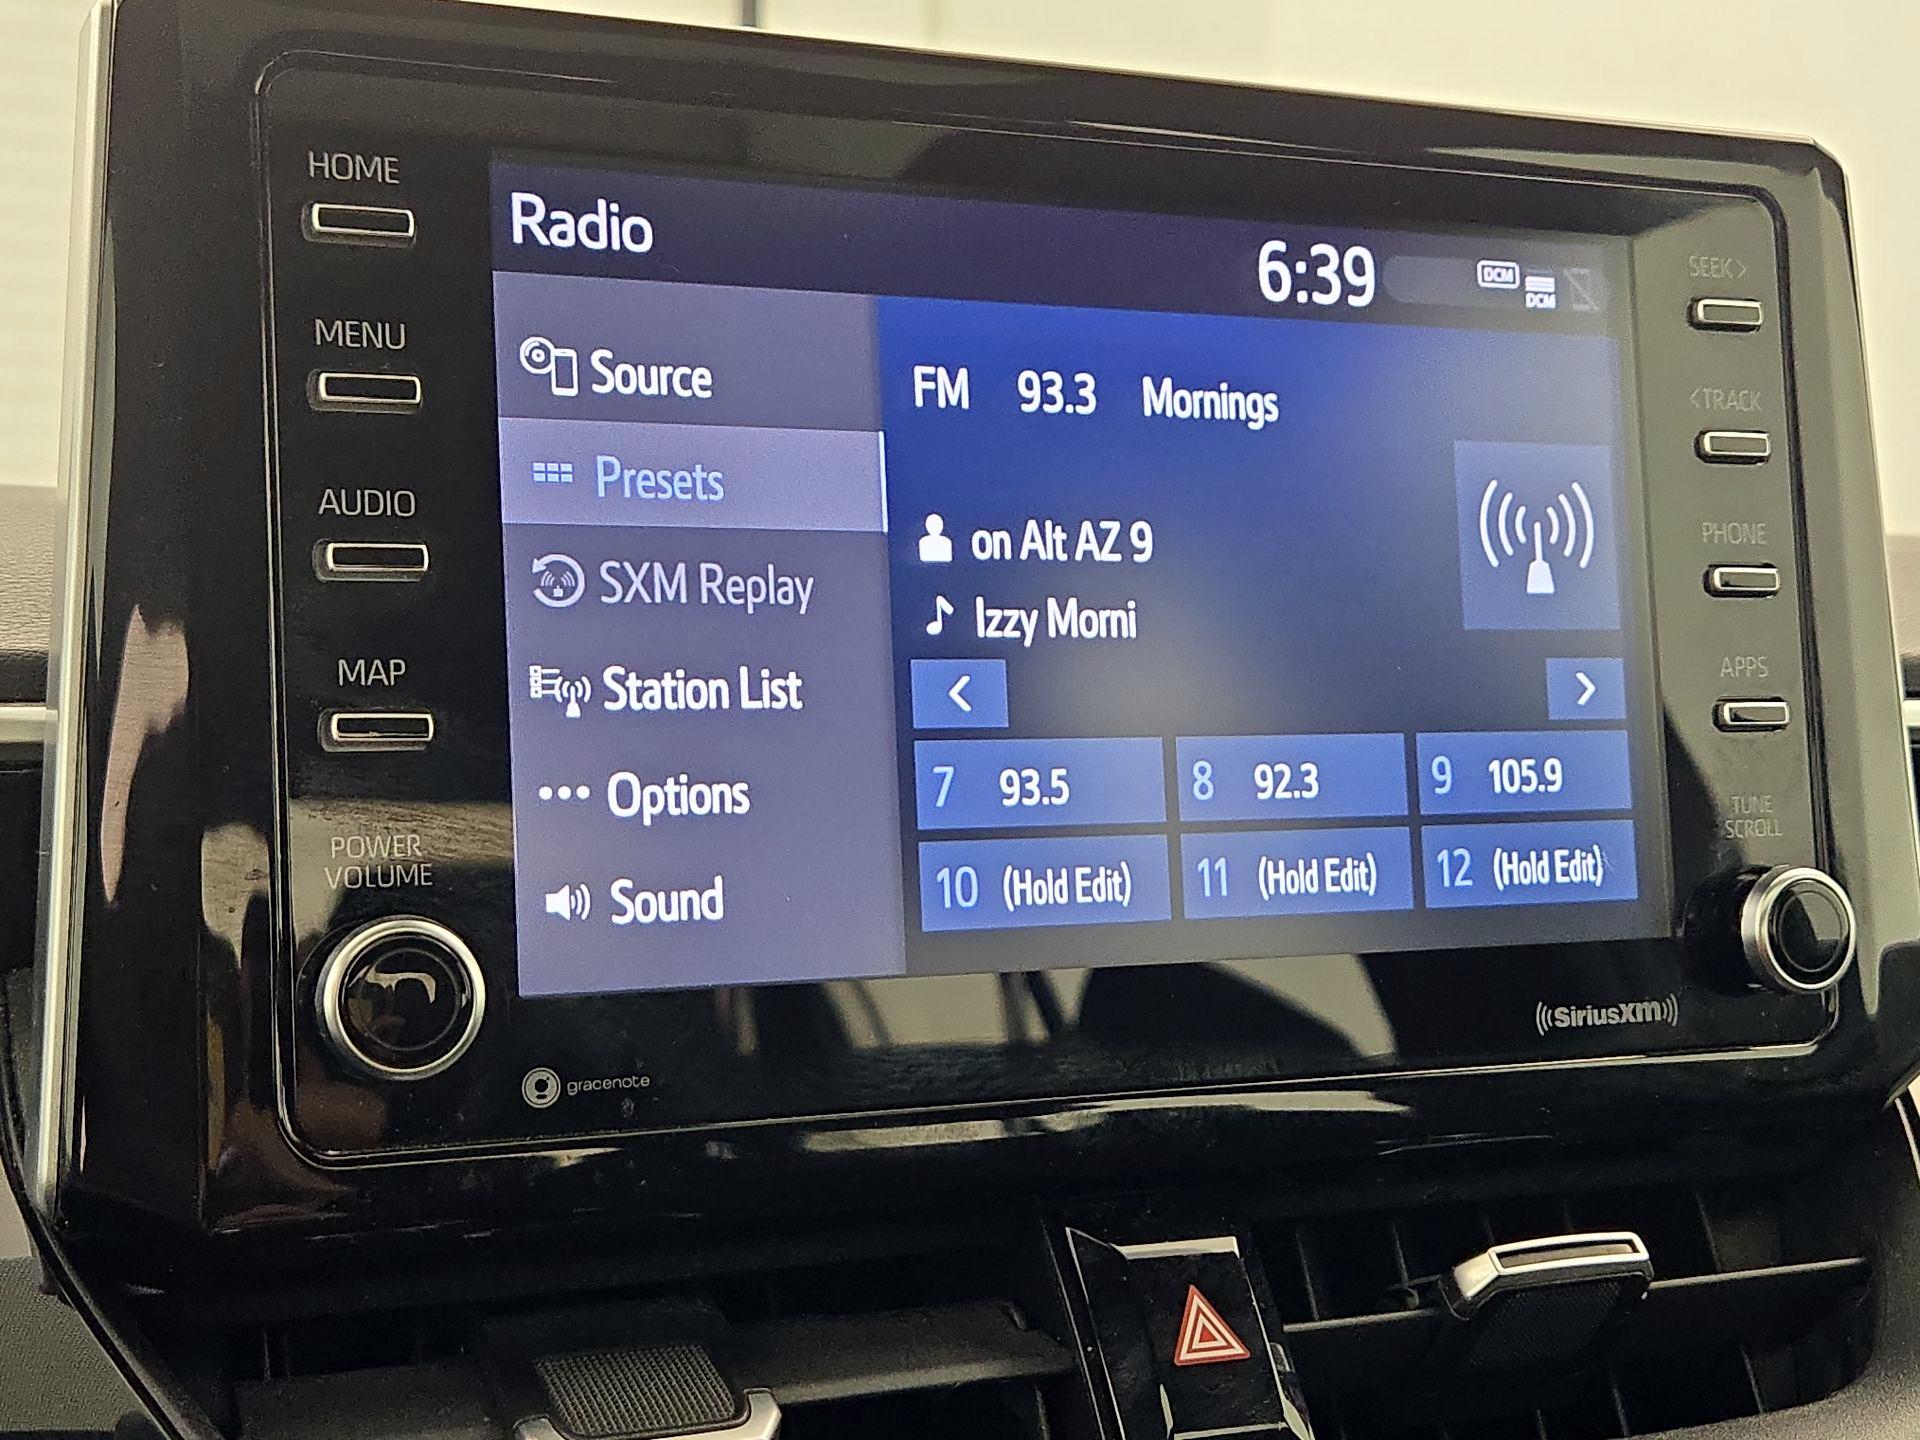 HOME
MENU
AUDIO
MAP
POWER
VOLUME
Radio
6:39
DCM
DCM
Source
Presets
SXM Replay
Station List
Options
Sound
FM 93.3 Mornings
on Alt AZ 9
Izzy Morni
<
>
7 93.5
8 92.3
9 105.9
10 (Hold Edit)
11 (Hold Edit)
12 (Hold Edit)
SEEK>
<TRACK
PHONE
APPS
TUNE
SCROLL
gracenote
SiriusXM